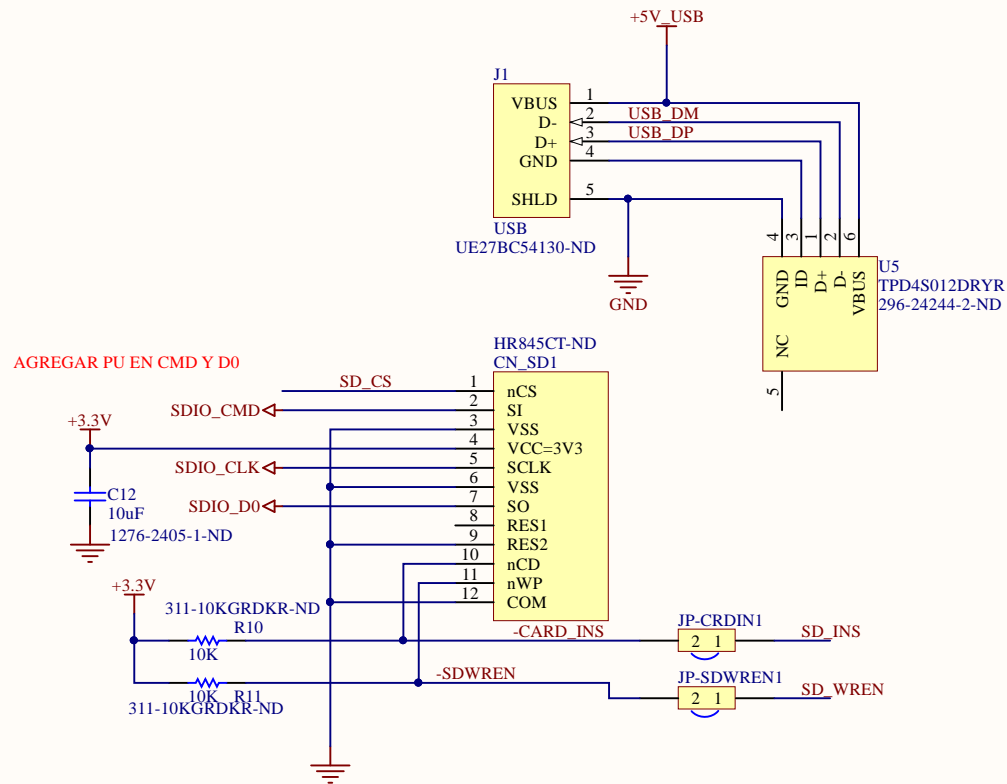 +5V_USB
J1
VBUS 1
D- 2 USB_DM
D+ 3 USB_DP
GND 4
SHLD 5
USB
UE27BC54130-ND
GND
4 3 1 2 6
GND ID D+ D- VBUS
NC
5
U5
TPD4S012DRYR
296-24244-2-ND
AGREGAR PU EN CMD Y D0
HR845CT-ND
CN_SD1
SD_CS 1 nCS
SDIO_CMD 2 SI
3 VSS
+3.3V 4 VCC=3V3
SDIO_CLK 5 SCLK
6 VSS
SDIO_D0 7 SO
8 RES1
9 RES2
10 nCD
11 nWP
12 COM
C12
10uF
1276-2405-1-ND
+3.3V
311-10KGRDKR-ND
R10
10K
-CARD_INS
JP-CRDIN1
2 1
SD_INS
-SDWREN
10K R11
311-10KGRDKR-ND
JP-SDWREN1
2 1
SD_WREN